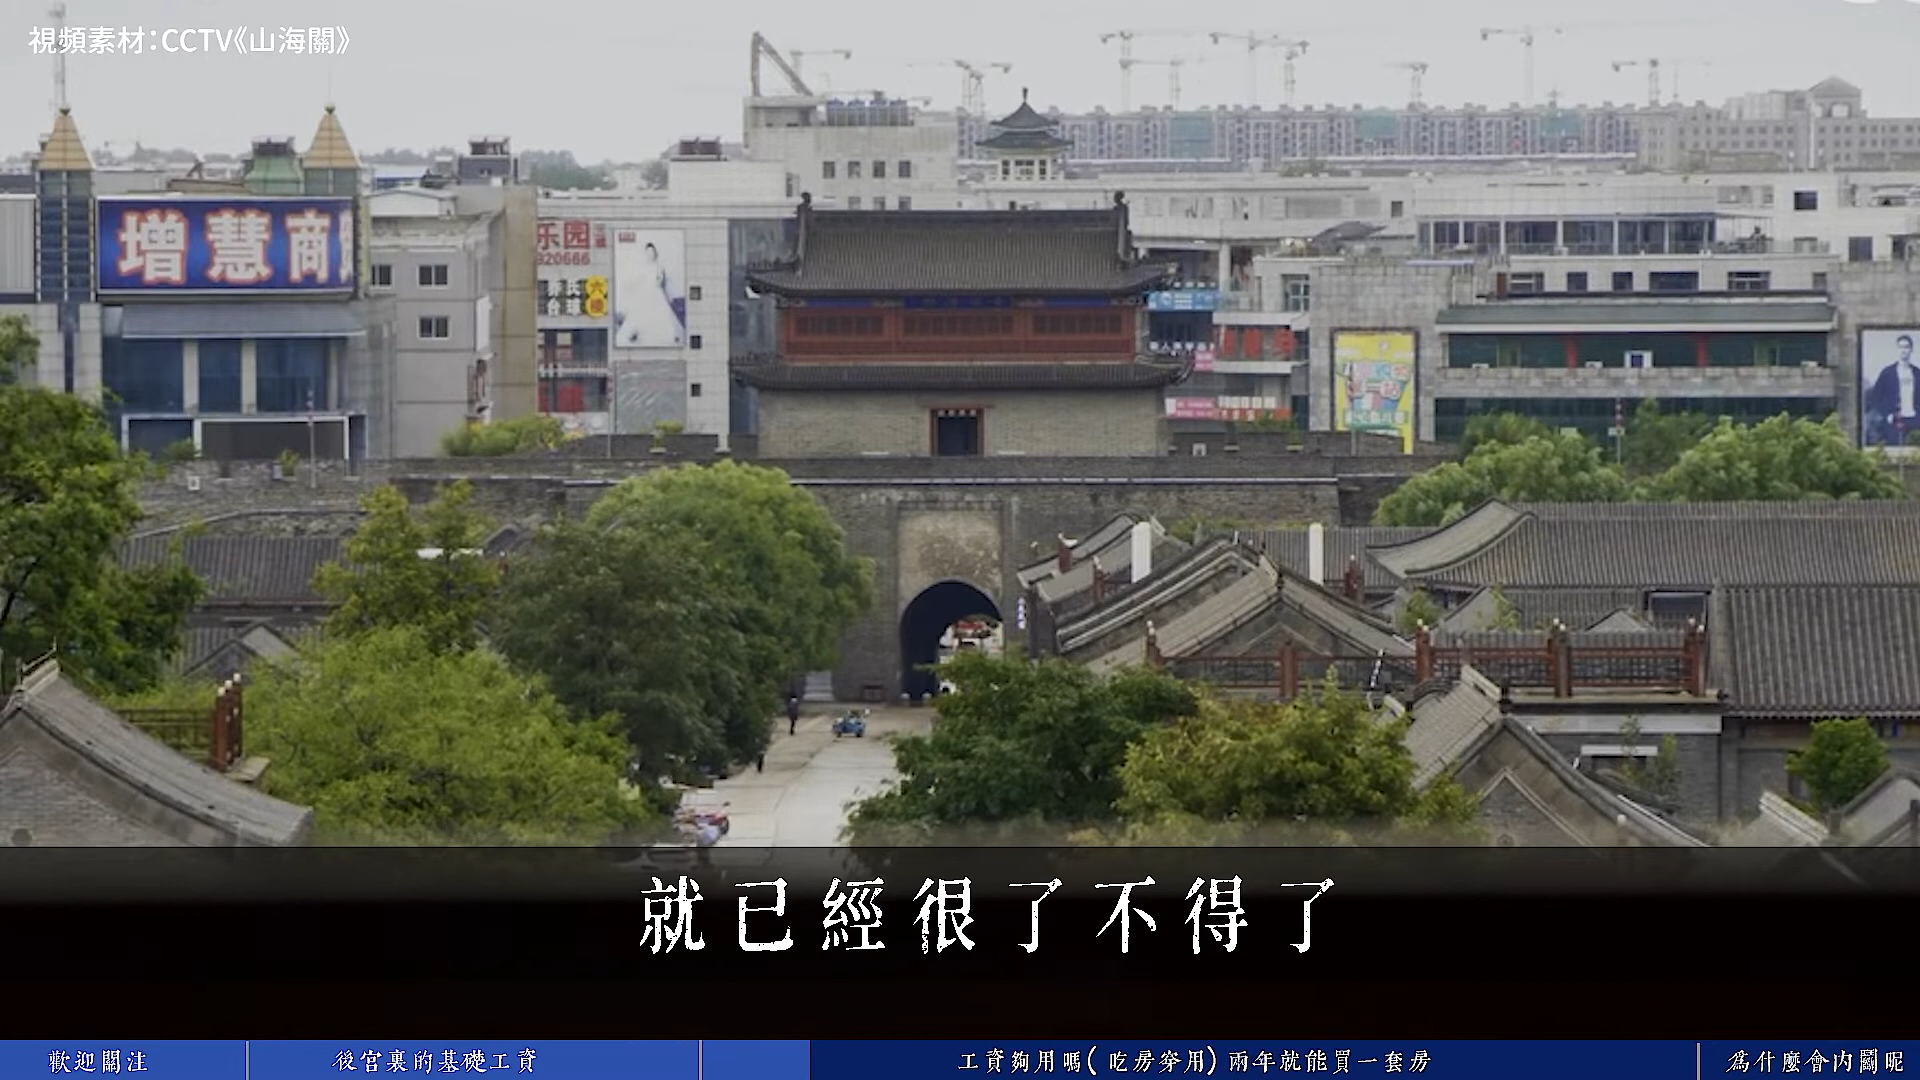 視頻素材：CCTV《山海關》
增慧商
乐园
820666
就已經很了不得了
歡迎關注
後宮裏的基礎工資
工資夠用嗎(吃房穿用)兩年就能買一套房
爲什麼會內鬭呢